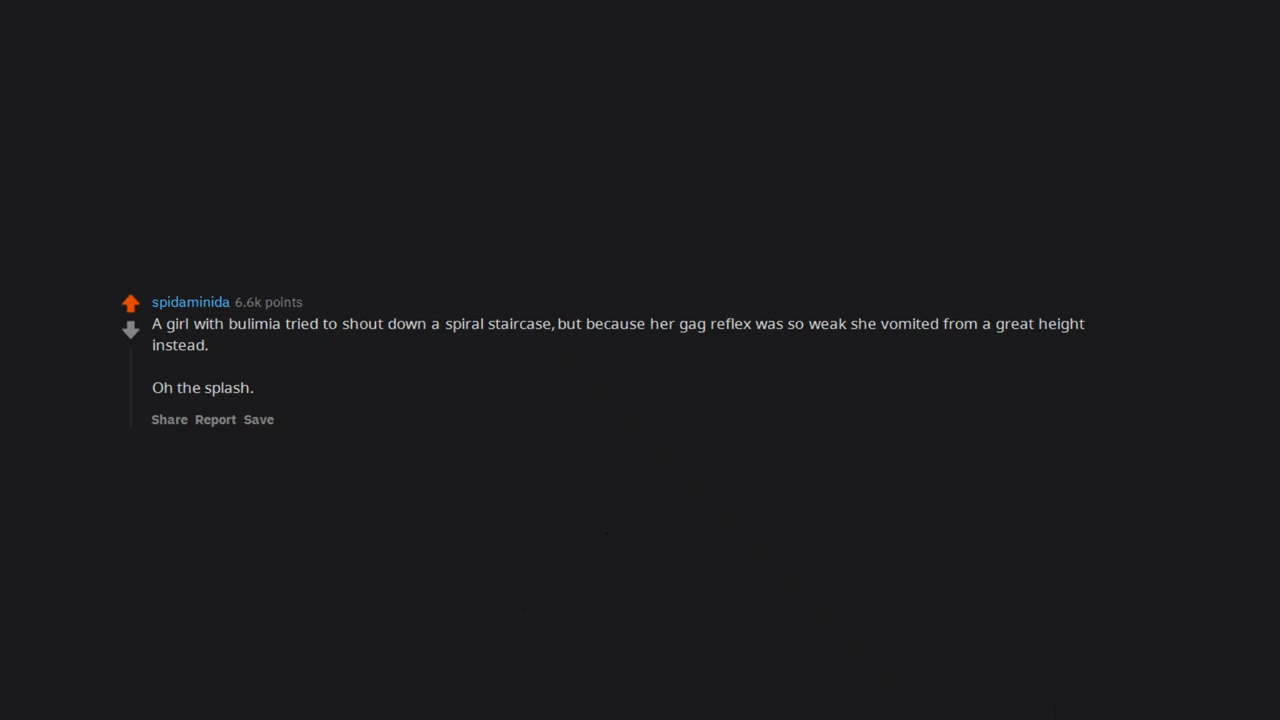 spidaminida 6.6k points
A girl with bulimia tried to shout down a spiral staircase, but because her gag reflex was so weak she vomited from a great height
instead.
Oh the splash.
Share Report Save